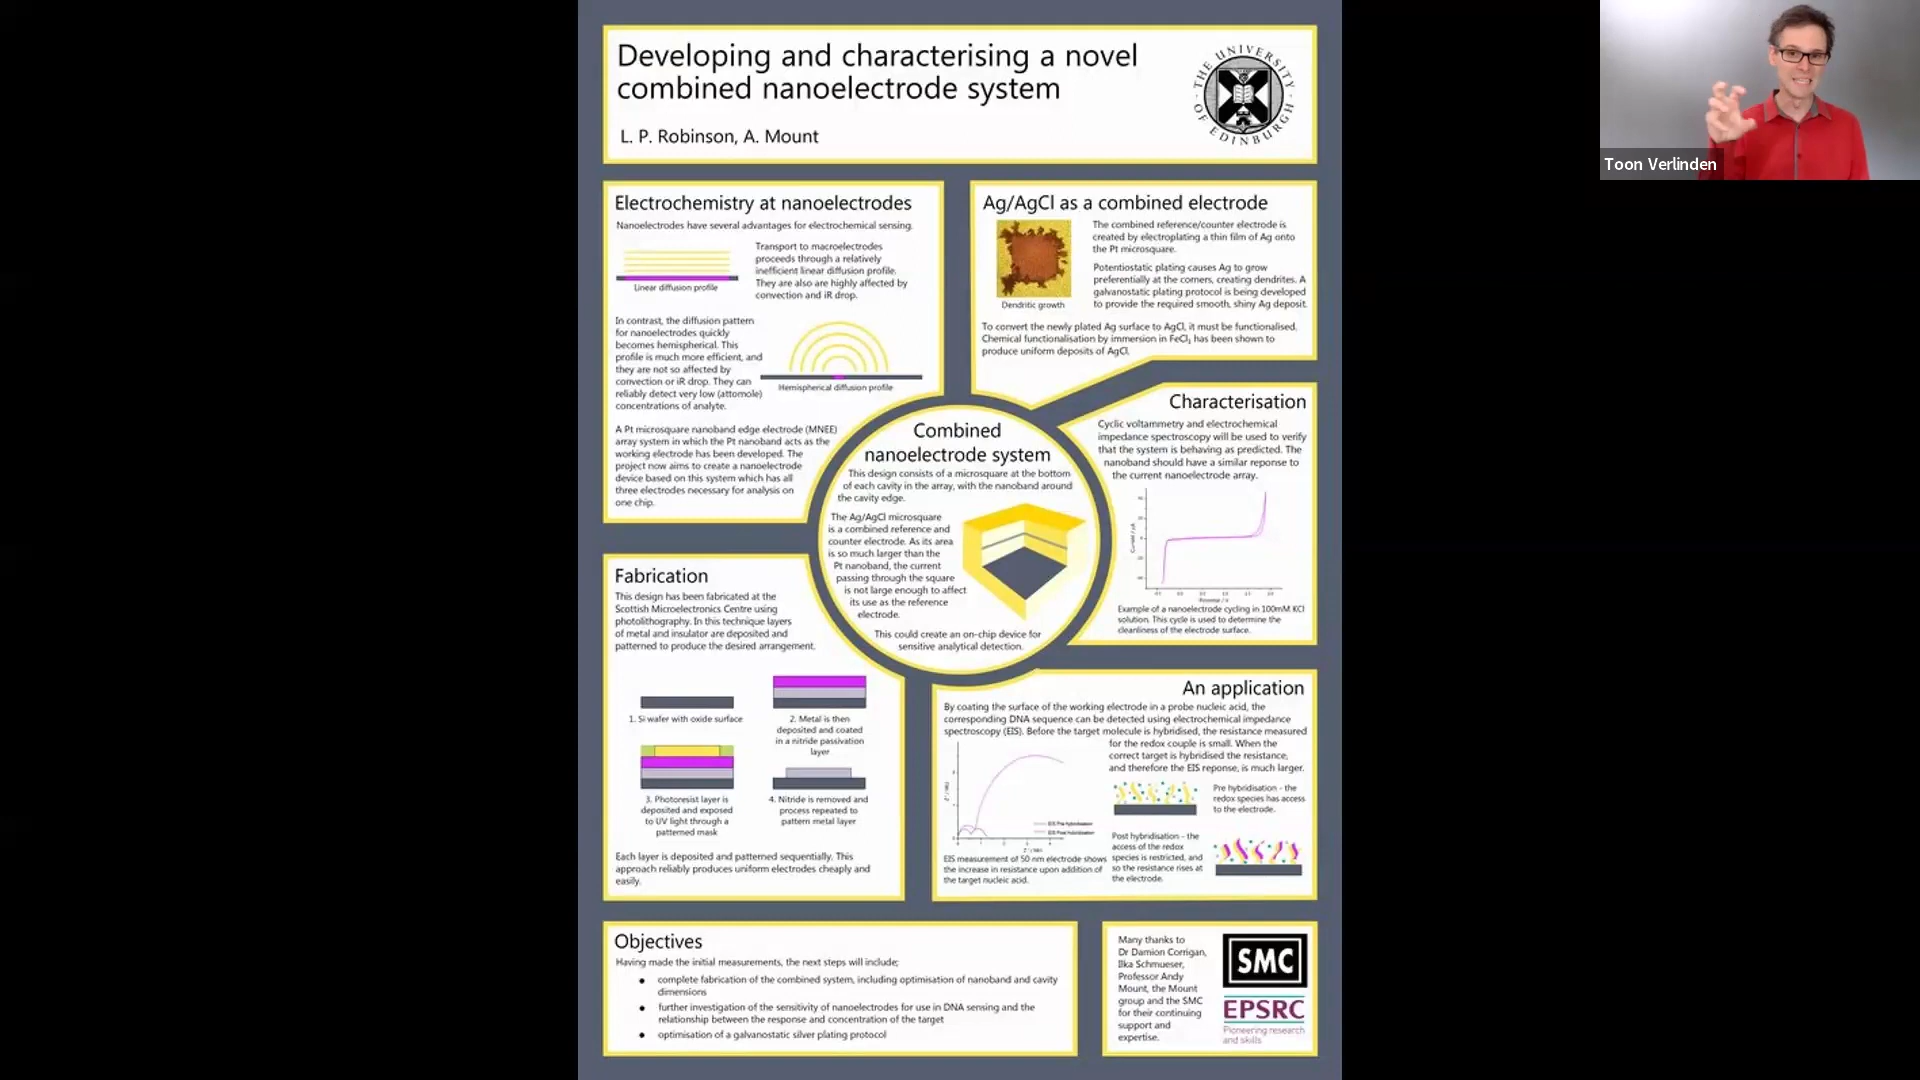 Developing and characterising a novel
combined nanoelectrode system
L. P. Robinson, A. Mount
THE UNIVERSITY OF EDINBURGH
Toon Verlinden
Electrochemistry at nanoelectrodes
Nanoelectrodes have several advantages for electrochemical sensing.
Transport to macroelectrodes
proceeds through a relatively
inefficient linear diffusion profile.
They are also are highly affected by
convection and iR drop.
Linear diffusion profile
In contrast, the diffusion pattern
for nanoelectrodes quickly
becomes hemispherical. This
profile is much more efficient, and
they are not so affected by
convection or iR drop. They can
reliably detect very low (attomole)
concentrations of analyte.
Hemispherical diffusion profile
A Pt microsquare nanoband edge electrode (MNEE)
array system in which the Pt nanoband acts as the
working electrode has been developed. The
project now aims to create a nanoelectrode
device based on this system which has all
three electrodes necessary for analysis on
one chip.
Ag/AgCl as a combined electrode
The combined reference/counter electrode is
created by electroplating a thin film of Ag onto
the Pt microsquare.
Potentiostatic plating causes Ag to grow
preferentially at the corners, creating dendrites. A
galvanostatic plating protocol is being developed
to provide the required smooth, shiny Ag deposit.
Dendritic growth
To convert the newly plated Ag surface to AgCl, it must be functionalised.
Chemical functionalisation by immersion in FeCl₃ has been shown to
produce uniform deposits of AgCl.
Combined
nanoelectrode system
This design consists of a microsquare at the bottom
of each cavity in the array, with the nanoband around
the cavity edge.
The Ag/AgCl microsquare
is a combined reference and
counter electrode. As its area
is so much larger than the
Pt nanoband, the current
passing through the square
is not large enough to affect
its use as the reference
electrode.
This could create an on-chip device for
sensitive analytical detection.
Characterisation
Cyclic voltammetry and electrochemical
impedance spectroscopy will be used to verify
that the system is behaving as predicted. The
nanoband should have a similar reponse to
the current nanoelectrode array.
Example of a nanoelectrode cycling in 100mM KCl
solution. This cycle is used to determine the
cleanliness of the electrode surface.
Fabrication
This design has been fabricated at the
Scottish Microelectronics Centre using
photolithography. In this technique layers
of metal and insulator are deposited and
patterned to produce the desired arrangement.
1. Si wafer with oxide surface
2. Metal is then
deposited and coated
in a nitride passivation
layer
3. Photoresist layer is
deposited and exposed
to UV light through a
patterned mask
4. Nitride is removed and
process repeated to
pattern metal layer
Each layer is deposited and patterned sequentially. This
approach reliably produces uniform electrodes cheaply and
easily.
An application
By coating the surface of the working electrode in a probe nucleic acid, the
corresponding DNA sequence can be detected using electrochemical impedance
spectroscopy (EIS). Before the target molecule is hybridised, the resistance measured
for the redox couple is small. When the
correct target is hybridised the resistance,
and therefore the EIS reponse, is much larger.
EIS Pre hybridisation
EIS Post hybridisation
EIS measurement of 50 nm electrode shows
the increase in resistance upon addition of
the target nucleic acid.
Pre hybridisation - the
redox species has access
to the electrode.
Post hybridisation - the
access of the redox
species is restricted, and
so the resistance rises at
the electrode.
Objectives
Having made the initial measurements, the next steps will include;
● complete fabrication of the combined system, including optimisation of nanoband and cavity
dimensions
● further investigation of the sensitivity of nanoelectrodes for use in DNA sensing and the
relationship between the response and concentration of the target
● optimisation of a galvanostatic silver plating protocol
Many thanks to
Dr Damion Corrigan,
Ilka Schmueser,
Professor Andy
Mount, the Mount
group and the SMC
for their continuing
support and
expertise.
SMC
EPSRC
Pioneering research
and skills